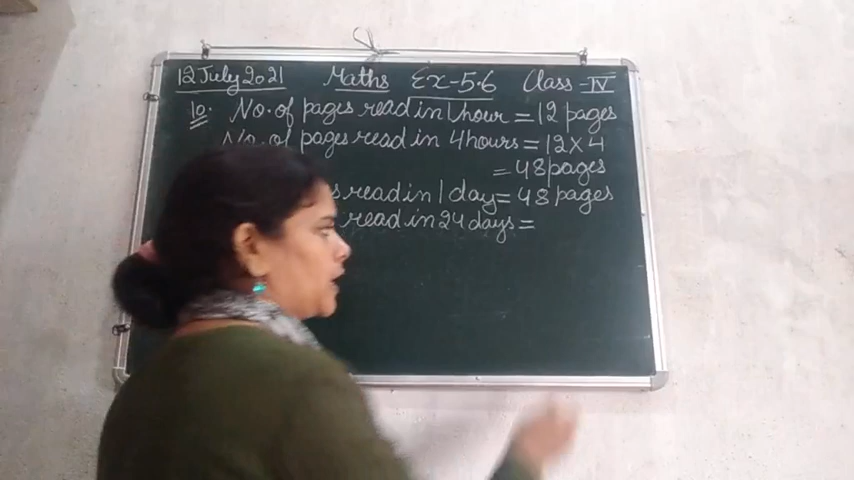 12 July 2021 Maths Ex-5.6 Class-IV
10. No. of pages read in 1 hour = 12 pages
No. of pages read in 4 hours = 12 × 4
= 48 pages
read in 1 day = 48 pages
read in 24 days =